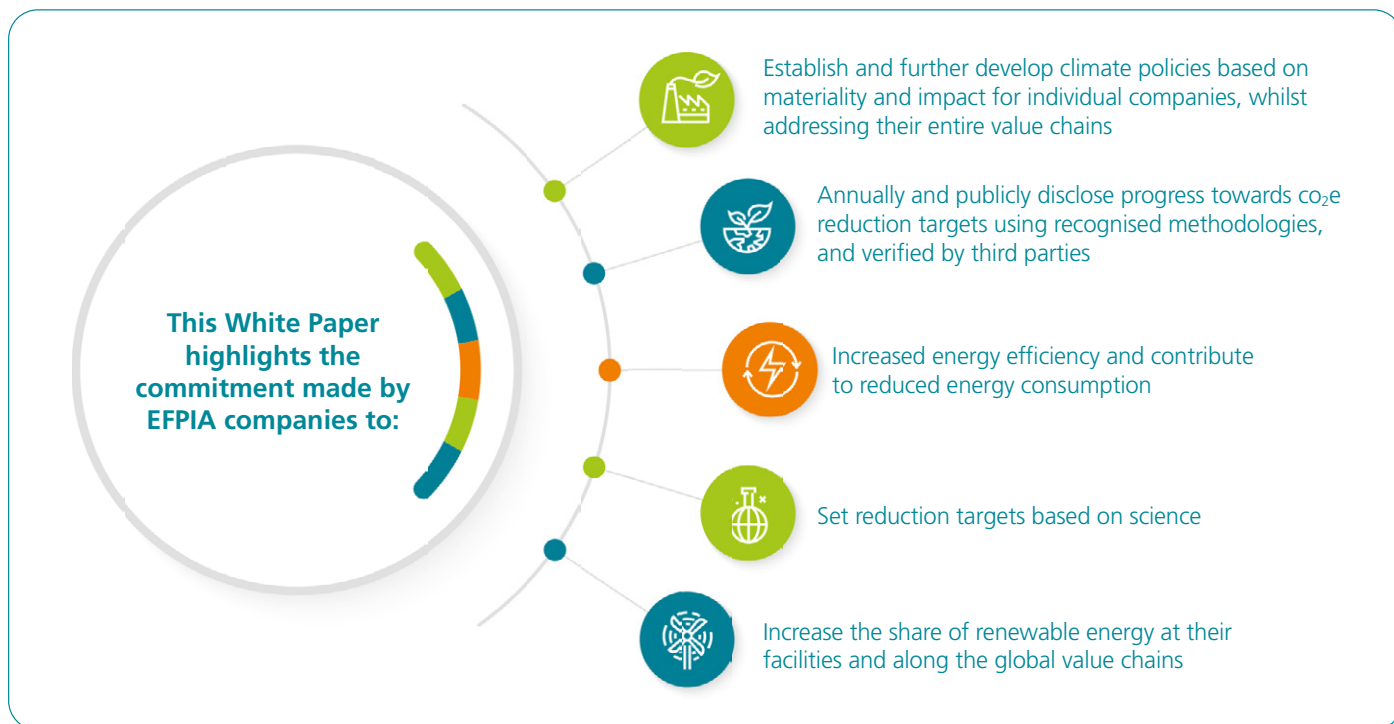 This White Paper
highlights the
commitment made by
EFPIA companies to:
Establish and further develop climate policies based on
materiality and impact for individual companies, whilst
addressing their entire value chains
Annually and publicly disclose progress towards co₂e
reduction targets using recognised methodologies,
and verified by third parties
Increased energy efficiency and contribute
to reduced energy consumption
Set reduction targets based on science
Increase the share of renewable energy at their
facilities and along the global value chains